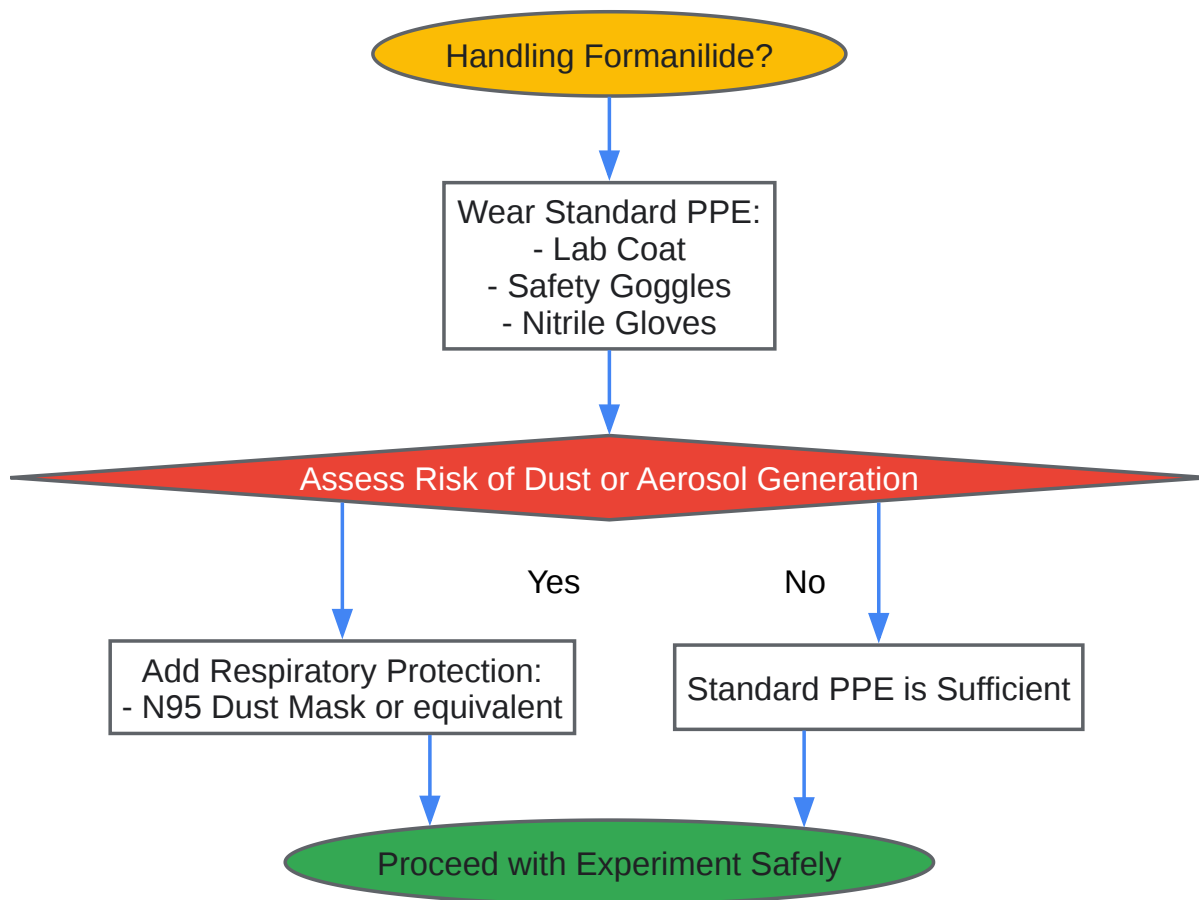 Handling Formanilide?
Wear Standard PPE:
- Lab Coat
- Safety Goggles
- Nitrile Gloves
Assess Risk of Dust or Aerosol Generation
Yes
No
Add Respiratory Protection:
- N95 Dust Mask or equivalent
Standard PPE is Sufficient
Proceed with Experiment Safely